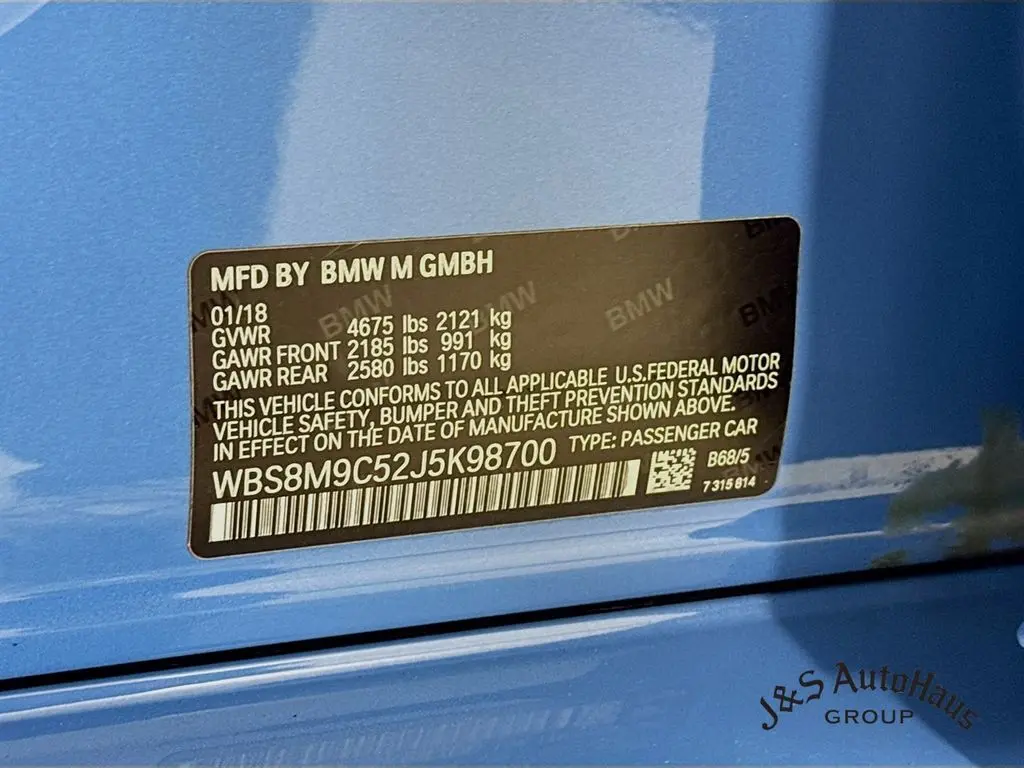 MFD BY BMW M GMBH
01/18
GVWR 4675 lbs 2121 kg
GAWR FRONT 2185 lbs 991 kg
GAWR REAR 2580 lbs 1170 kg
THIS VEHICLE CONFORMS TO ALL APPLICABLE U.S.FEDERAL MOTOR
VEHICLE SAFETY, BUMPER AND THEFT PREVENTION STANDARDS
IN EFFECT ON THE DATE OF MANUFACTURE SHOWN ABOVE.
WBS8M9C52J5K98700 TYPE: PASSENGER CAR
B68/5
7 315 814
BMW
BMW
BMW
J&S AutoHaus
GROUP